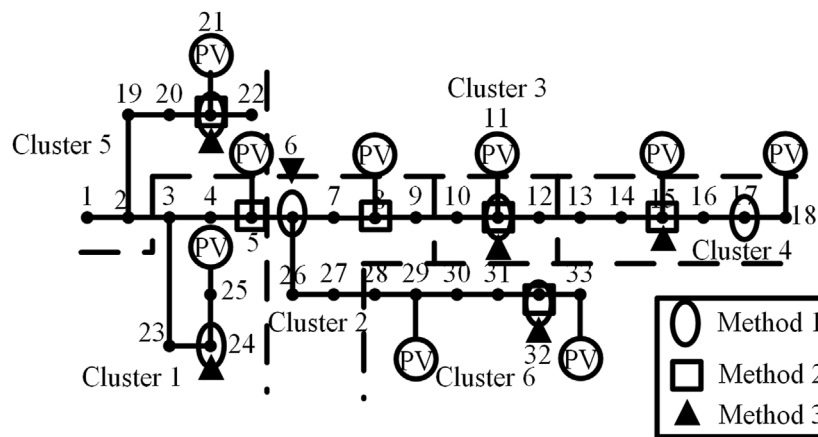 21
PV
19 20 22
Cluster 5
Cluster 3
6 11
PV PV PV PV PV
1 2 3 4 5 7 8 9 10 12 13 14 15 16 17 18
Cluster 4
PV
25
26 27 28 29 30 31 33
23 24
Cluster 2
Cluster 1
PV 32 PV
Cluster 6
Method 1
Method 2
Method 3